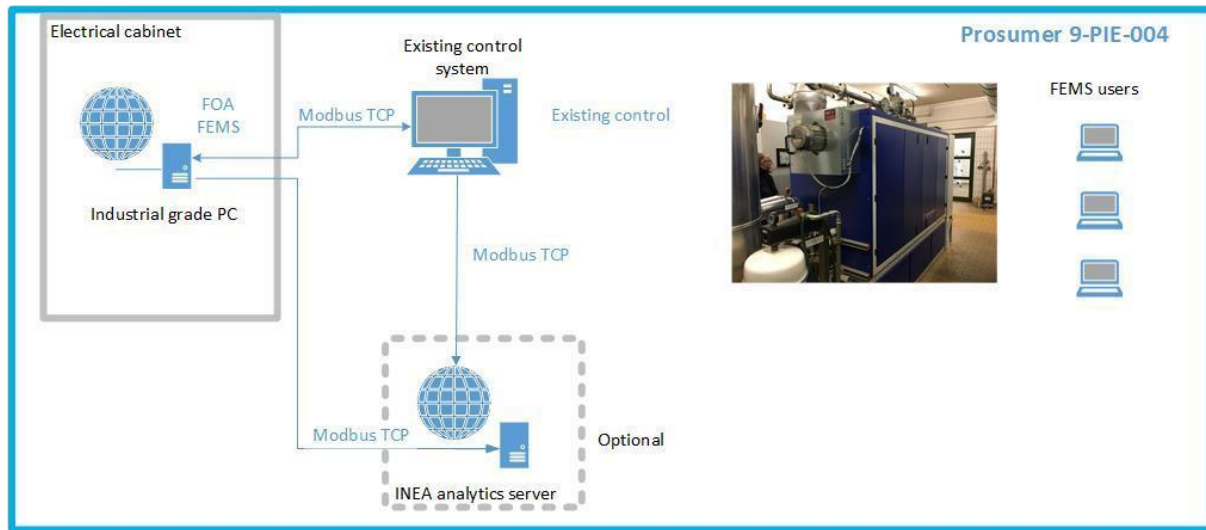 Electrical cabinet
Prosumer 9-PIE-004
Existing control
system
FEMS users
FOA
FEMS
Modbus TCP
Existing control
Industrial grade PC
Modbus TCP
Modbus TCP
Optional
INEA analytics server